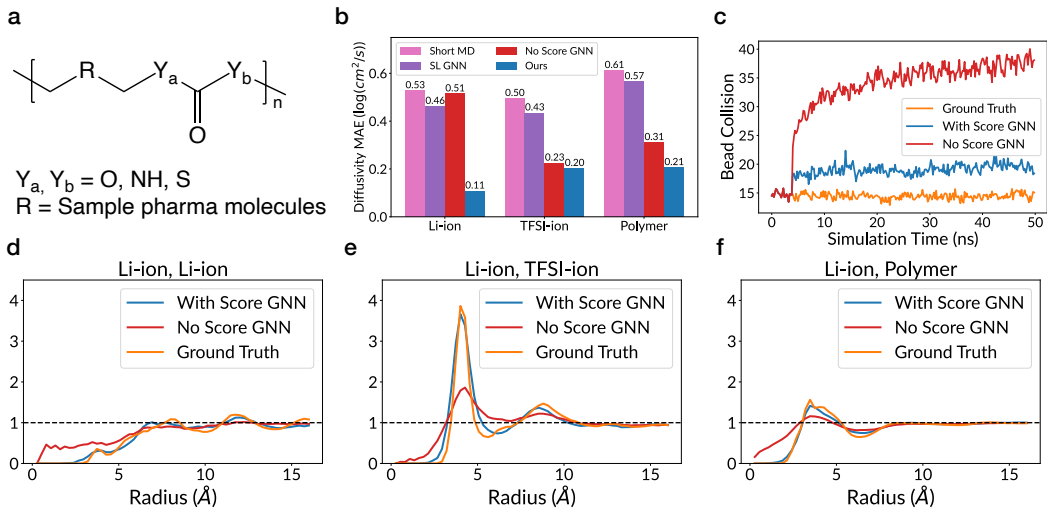 a
R
Yₐ
Y_b
n
O
Yₐ, Y_b = O, NH, S
R = Sample pharma molecules
b
Diffusivity MAE (log(cm²/s))
0.0
0.2
0.4
0.6
Short MD
SL GNN
No Score GNN
Ours
0.53
0.46
0.51
0.11
0.50
0.43
0.23
0.20
0.61
0.57
0.31
0.21
Li-ion
TFSI-ion
Polymer
c
Bead Collision
40
35
30
25
20
15
Ground Truth
With Score GNN
No Score GNN
0 10 20 30 40 50
Simulation Time (ns)
d
Li-ion, Li-ion
4
3
2
1
0
With Score GNN
No Score GNN
Ground Truth
0 5 10 15
Radius (Å)
e
Li-ion, TFSI-ion
4
3
2
1
0
With Score GNN
No Score GNN
Ground Truth
0 5 10 15
Radius (Å)
f
Li-ion, Polymer
4
3
2
1
0
With Score GNN
No Score GNN
Ground Truth
0 5 10 15
Radius (Å)